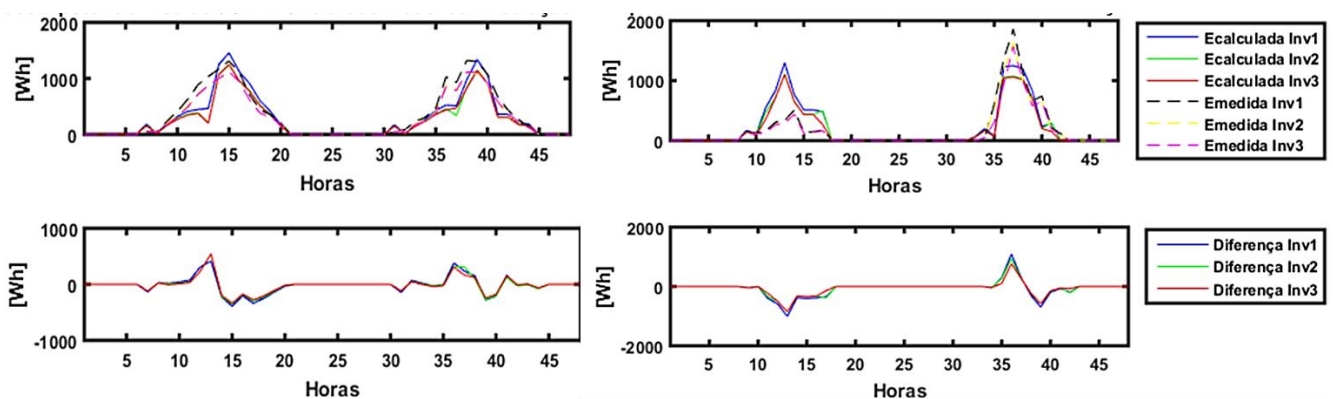 2000
1000
0
[Wh]
5 10 15 20 25 30 35 40 45
Horas
2000
1000
0
[Wh]
5 10 15 20 25 30 35 40 45
Horas
Ecalculada Inv1
Ecalculada Inv2
Ecalculada Inv3
Emedida Inv1
Emedida Inv2
Emedida Inv3
1000
0
-1000
[Wh]
5 10 15 20 25 30 35 40 45
Horas
2000
0
-2000
[Wh]
5 10 15 20 25 30 35 40 45
Horas
Diferença Inv1
Diferença Inv2
Diferença Inv3